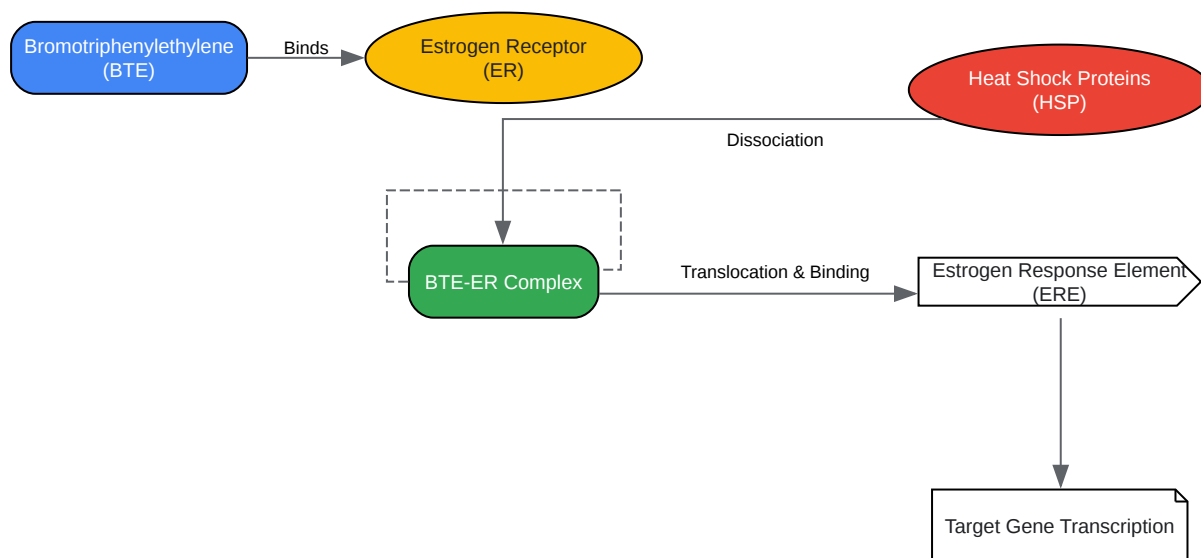 Bromotriphenylethylene
(BTE)
Binds
Estrogen Receptor
(ER)
Heat Shock Proteins
(HSP)
Dissociation
BTE-ER Complex
Translocation & Binding
Estrogen Response Element
(ERE)
Target Gene Transcription